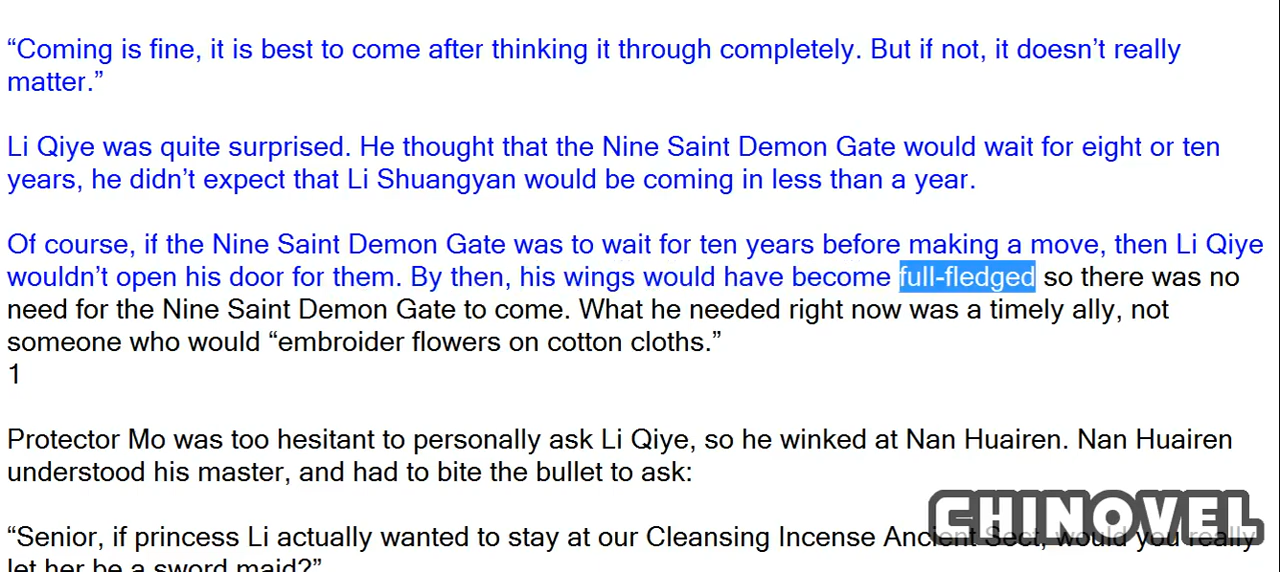 “Coming is fine, it is best to come after thinking it through completely. But if not, it doesn’t really
matter.”
Li Qiye was quite surprised. He thought that the Nine Saint Demon Gate would wait for eight or ten
years, he didn’t expect that Li Shuangyan would be coming in less than a year.
Of course, if the Nine Saint Demon Gate was to wait for ten years before making a move, then Li Qiye
wouldn’t open his door for them. By then, his wings would have become full-fledged so there was no
need for the Nine Saint Demon Gate to come. What he needed right now was a timely ally, not
someone who would “embroider flowers on cotton cloths.”
1
Protector Mo was too hesitant to personally ask Li Qiye, so he winked at Nan Huairen. Nan Huairen
understood his master, and had to bite the bullet to ask:
“Senior, if princess Li actually wanted to stay at our Cleansing Incense Ancient Sect, would you really
let her be a sword maid?”
CHINOVEL